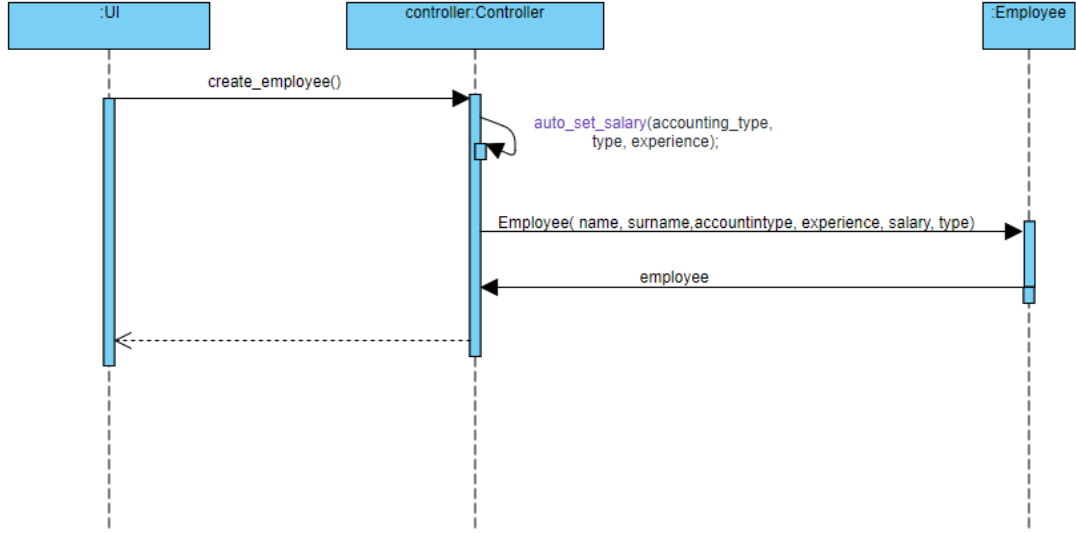 :UI
controller:Controller
:Employee
create_employee()
auto_set_salary(accounting_type,
type, experience);
Employee( name, surname,accountintype, experience, salary, type)
employee